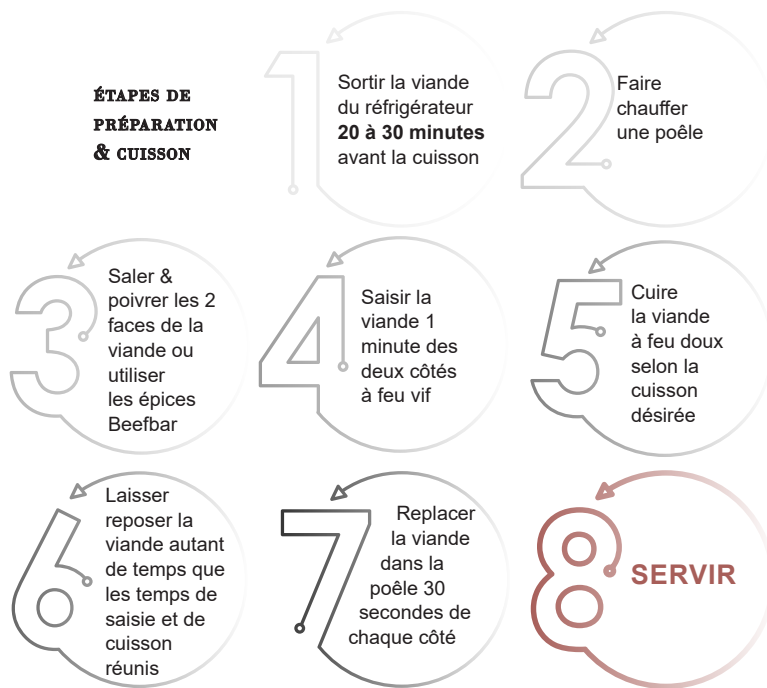 ÉTAPES DE
PRÉPARATION
& CUISSON
1
Sortir la viande
du réfrigérateur
20 à 30 minutes
avant la cuisson
2
Faire
chauffer
une poêle
3
Saler &
poivrer les 2
faces de la
viande ou
utiliser
les épices
Beefbar
4
Saisir la
viande 1
minute des
deux côtés
à feu vif
5
Cuire
la viande
à feu doux
selon la
cuisson
désirée
6
Laisser
reposer la
viande autant
de temps que
les temps de
saisie et de
cuisson
réunis
7
Replacer
la viande
dans la
poêle 30
secondes de
chaque côté
8
SERVIR